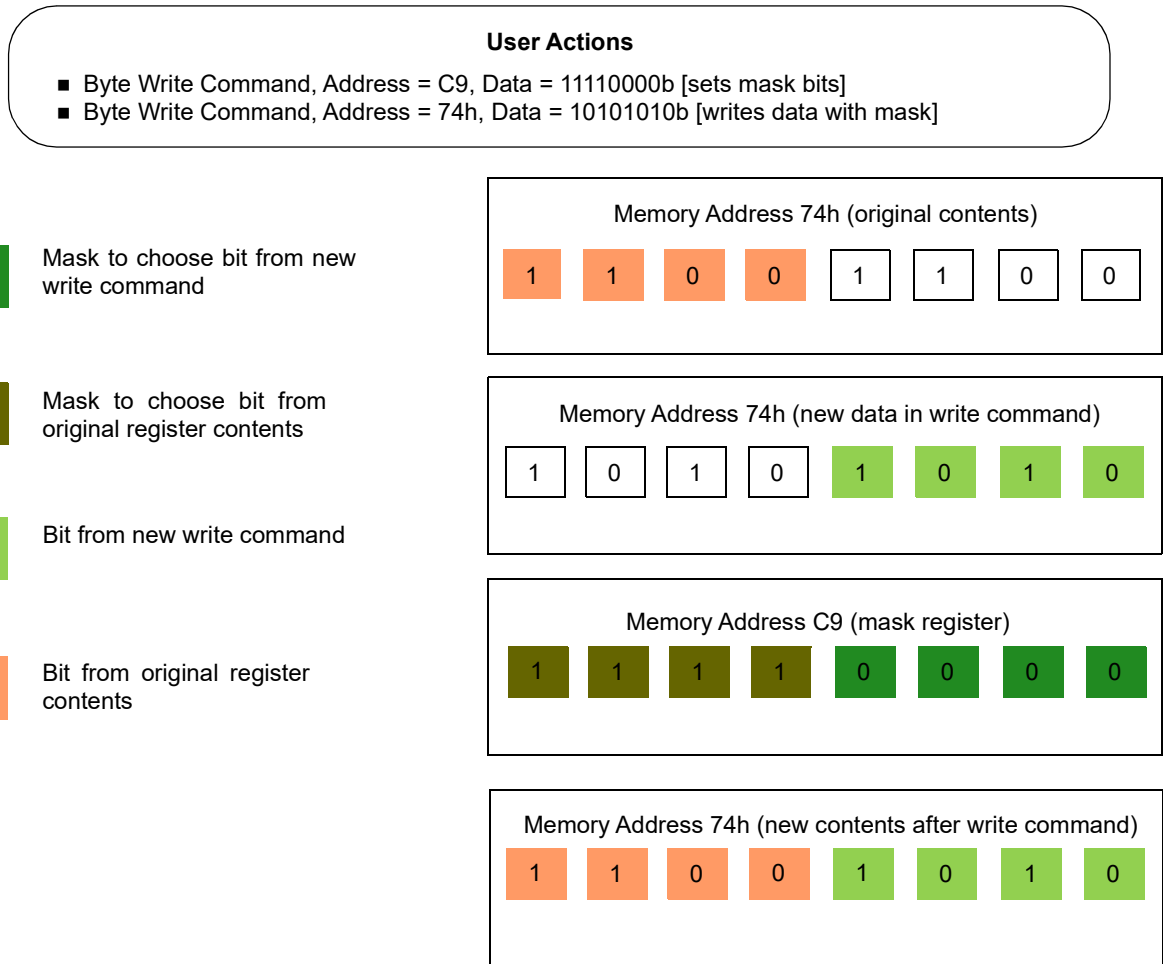 User Actions
■ Byte Write Command, Address = C9, Data = 11110000b [sets mask bits]
■ Byte Write Command, Address = 74h, Data = 10101010b [writes data with mask]
Mask to choose bit from new
write command
Mask to choose bit from
original register contents
Bit from new write command
Bit from original register
contents
Memory Address 74h (original contents)
1 1 0 0 1 1 0 0
Memory Address 74h (new data in write command)
1 0 1 0 1 0 1 0
Memory Address C9 (mask register)
1 1 1 1 0 0 0 0
Memory Address 74h (new contents after write command)
1 1 0 0 1 0 1 0